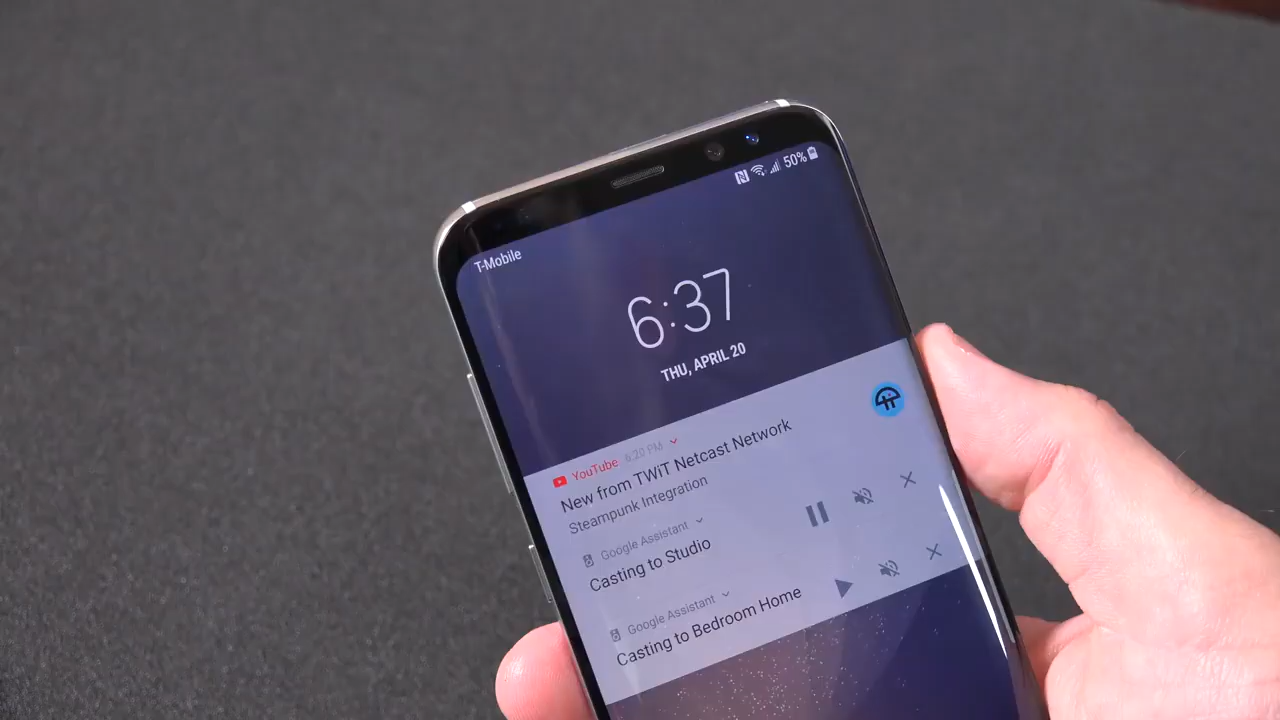 T-Mobile
50%
6:37
THU, APRIL 20
YouTube 6:20 PM
New from TWiT Netcast Network
Steampunk Integration
Google Assistant
Casting to Studio
Google Assistant
Casting to Bedroom Home